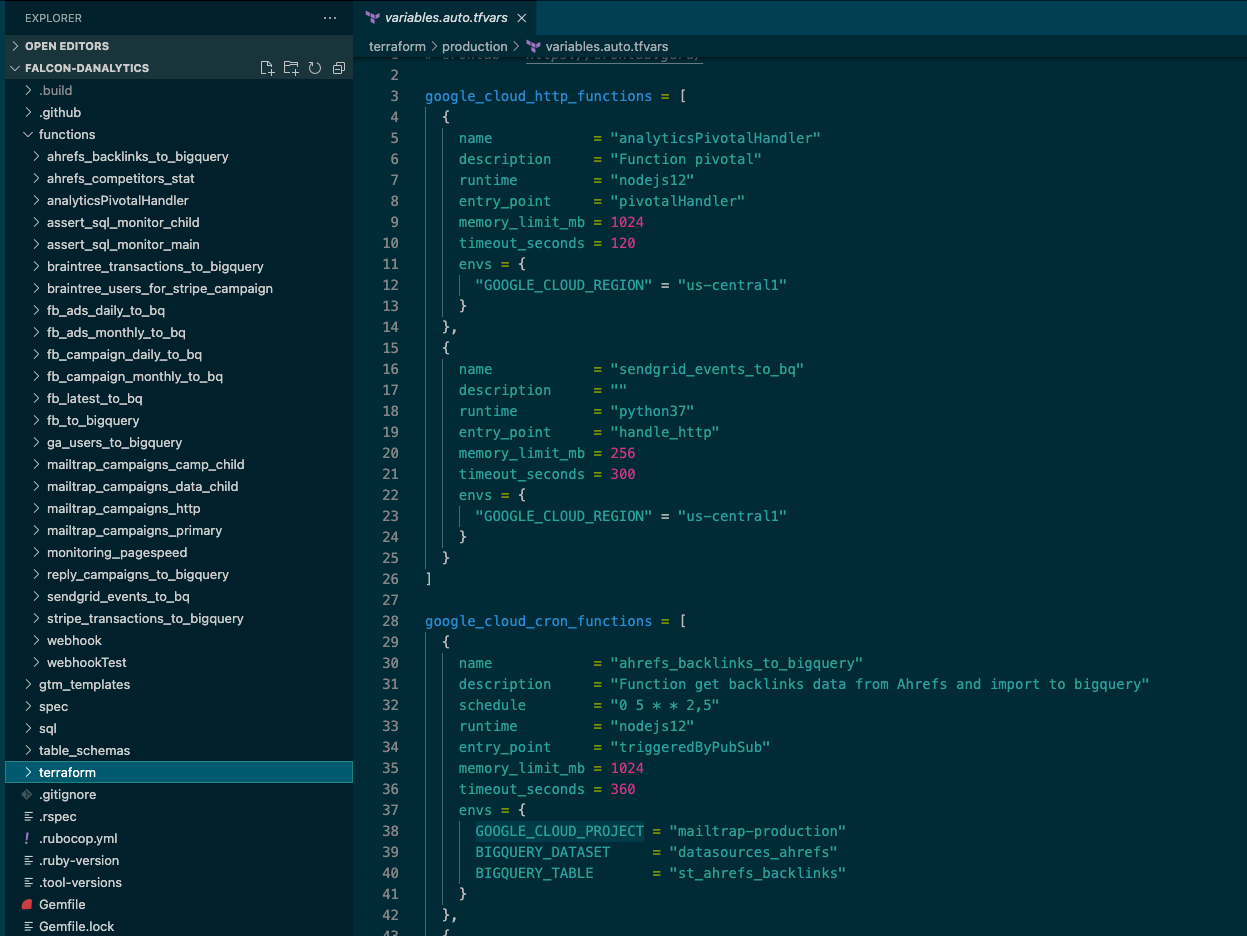 EXPLORER
OPEN EDITORS
FALCON-DANALYTICS
.build
.github
functions
ahrefs_backlinks_to_bigquery
ahrefs_competitors_stat
analyticsPivotalHandler
assert_sql_monitor_child
assert_sql_monitor_main
braintree_transactions_to_bigquery
braintree_users_for_stripe_campaign
fb_ads_daily_to_bq
fb_ads_monthly_to_bq
fb_campaign_daily_to_bq
fb_campaign_monthly_to_bq
fb_latest_to_bq
fb_to_bigquery
ga_users_to_bigquery
mailtrap_campaigns_camp_child
mailtrap_campaigns_data_child
mailtrap_campaigns_http
mailtrap_campaigns_primary
monitoring_pagespeed
reply_campaigns_to_bigquery
sendgrid_events_to_bq
stripe_transactions_to_bigquery
webhook
webhookTest
gtm_templates
spec
sql
table_schemas
terraform
.gitignore
.rspec
.rubocop.yml
.ruby-version
.tool-versions
Gemfile
Gemfile.lock
variables.auto.tfvars
terraform > production > variables.auto.tfvars
2
3 google_cloud_http_functions = [
4 {
5 name = "analyticsPivotalHandler"
6 description = "Function pivotal"
7 runtime = "nodejs12"
8 entry_point = "pivotalHandler"
9 memory_limit_mb = 1024
10 timeout_seconds = 120
11 envs = {
12 "GOOGLE_CLOUD_REGION" = "us-central1"
13 }
14 },
15 {
16 name = "sendgrid_events_to_bq"
17 description = ""
18 runtime = "python37"
19 entry_point = "handle_http"
20 memory_limit_mb = 256
21 timeout_seconds = 300
22 envs = {
23 "GOOGLE_CLOUD_REGION" = "us-central1"
24 }
25 }
26 ]
27
28 google_cloud_cron_functions = [
29 {
30 name = "ahrefs_backlinks_to_bigquery"
31 description = "Function get backlinks data from Ahrefs and import to bigquery"
32 schedule = "0 5 * * 2,5"
33 runtime = "nodejs12"
34 entry_point = "triggeredByPubSub"
35 memory_limit_mb = 1024
36 timeout_seconds = 360
37 envs = {
38 GOOGLE_CLOUD_PROJECT = "mailtrap-production"
39 BIGQUERY_DATASET = "datasources_ahrefs"
40 BIGQUERY_TABLE = "st_ahrefs_backlinks"
41 }
42 },
43 {